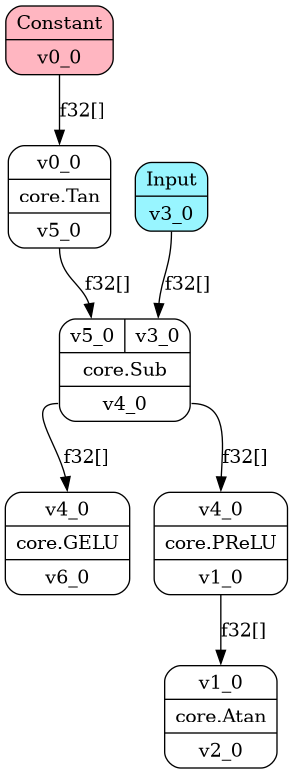 Constant
v0_0
f32[]
v0_0
core.Tan
v5_0
Input
v3_0
f32[]
f32[]
v5_0 v3_0
core.Sub
v4_0
f32[]
f32[]
v4_0
core.GELU
v6_0
v4_0
core.PReLU
v1_0
f32[]
v1_0
core.Atan
v2_0